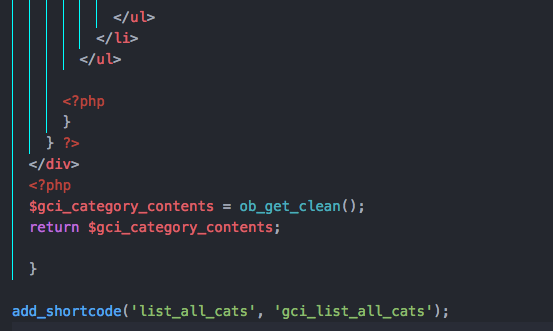 </ul>
</li>
</ul>
<?php
}
} ?>
</div>
<?php
$gci_category_contents = ob_get_clean();
return $gci_category_contents;
}
add_shortcode('list_all_cats', 'gci_list_all_cats');